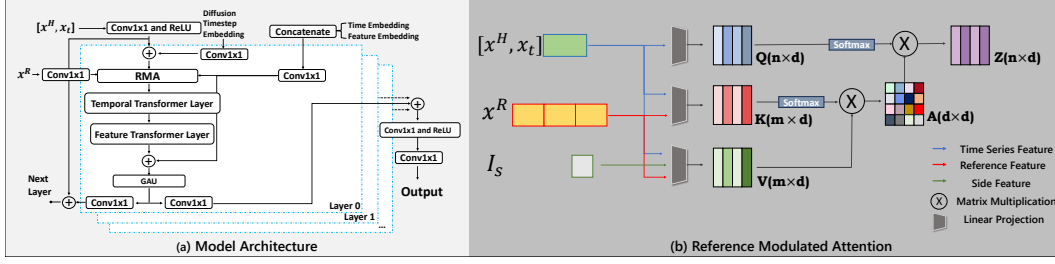 [x^H, x_t]
Conv1x1 and ReLU
Diffusion
Timestep
Embedding
Conv1x1
Concatenate
Time Embedding
Feature Embedding
Conv1x1
x^R
Conv1x1
RMA
Temporal Transformer Layer
Feature Transformer Layer
GAU
Next
Layer
Conv1x1
Conv1x1
Layer 0
Layer 1
...
Conv1x1 and ReLU
Conv1x1
Output
(a) Model Architecture
[x^H, x_t]
Q(n×d)
Softmax
X
Z(n×d)
x^R
K(m × d)
Softmax
X
A(d×d)
I_s
V(m×d)
Time Series Feature
Reference Feature
Side Feature
X
Matrix Multiplication
Linear Projection
(b) Reference Modulated Attention